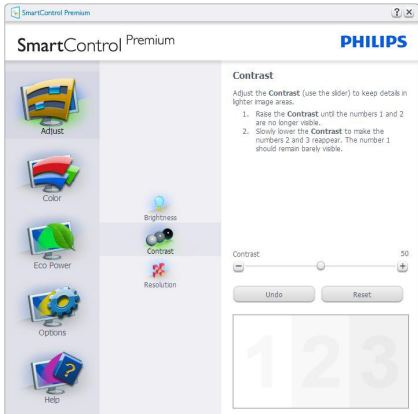 SmartControl Premium
? X
SmartControl Premium
PHILIPS
Adjust
Color
Eco Power
Options
Help
Brightness
Contrast
Resolution
Contrast
Adjust the Contrast (use the slider) to keep details in
lighter image areas.
1. Raise the Contrast until the numbers 1 and 2
are no longer visible.
2. Slowly lower the Contrast to make the
numbers 2 and 3 reappear. The number 1
should remain barely visible.
Contrast 50
Undo Reset
1 2 3